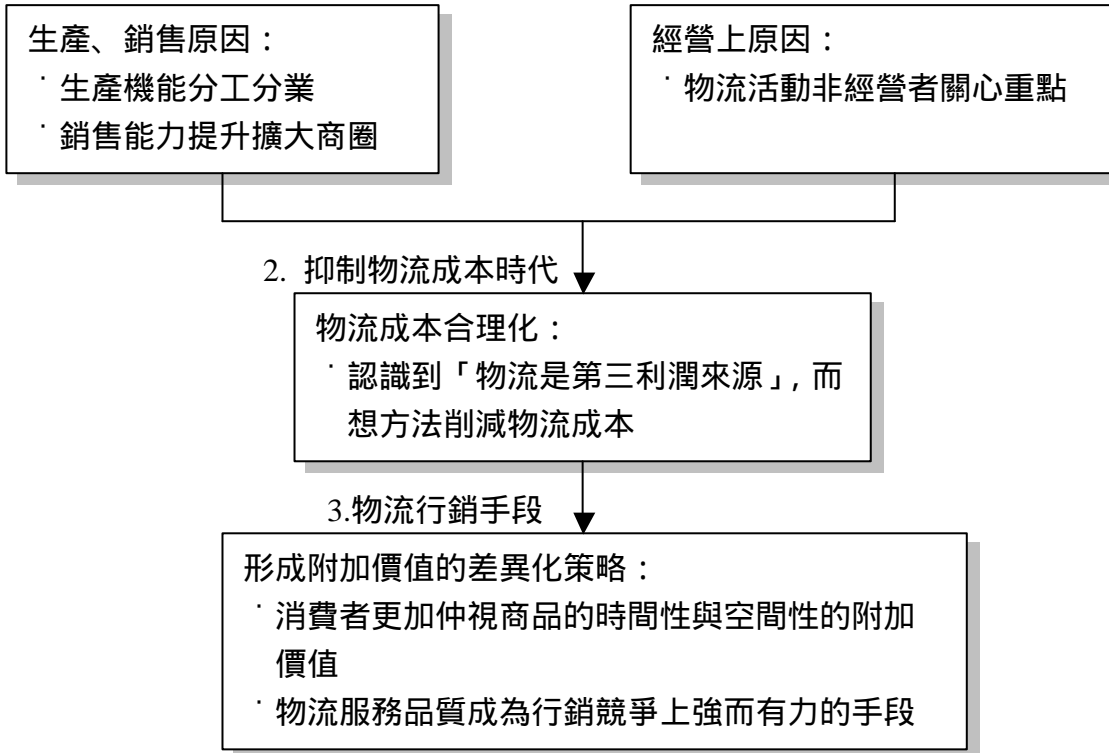 生產、銷售原因：
˙生產機能分工分業
˙銷售能力提升擴大商圈
經營上原因：
˙物流活動非經營者關心重點
2. 抑制物流成本時代
物流成本合理化：
˙認識到「物流是第三利潤來源」，而
想方法削減物流成本
3.物流行銷手段
形成附加價值的差異化策略：
˙消費者更加仲視商品的時間性與空間性的附加
價值
˙物流服務品質成為行銷競爭上強而有力的手段